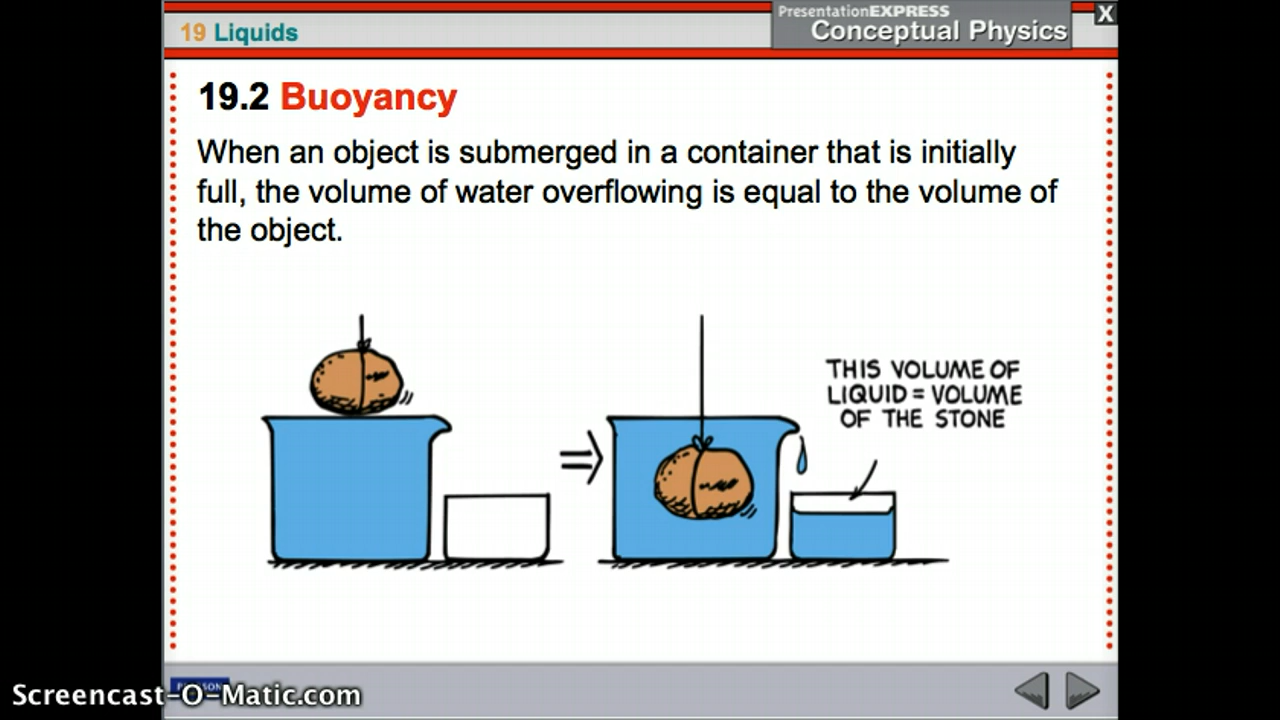 PresentationEXPRESS
X
19 Liquids
Conceptual Physics
19.2 Buoyancy
When an object is submerged in a container that is initially
full, the volume of water overflowing is equal to the volume of
the object.
THIS VOLUME OF
LIQUID = VOLUME
OF THE STONE
Screencast-O-Matic.com